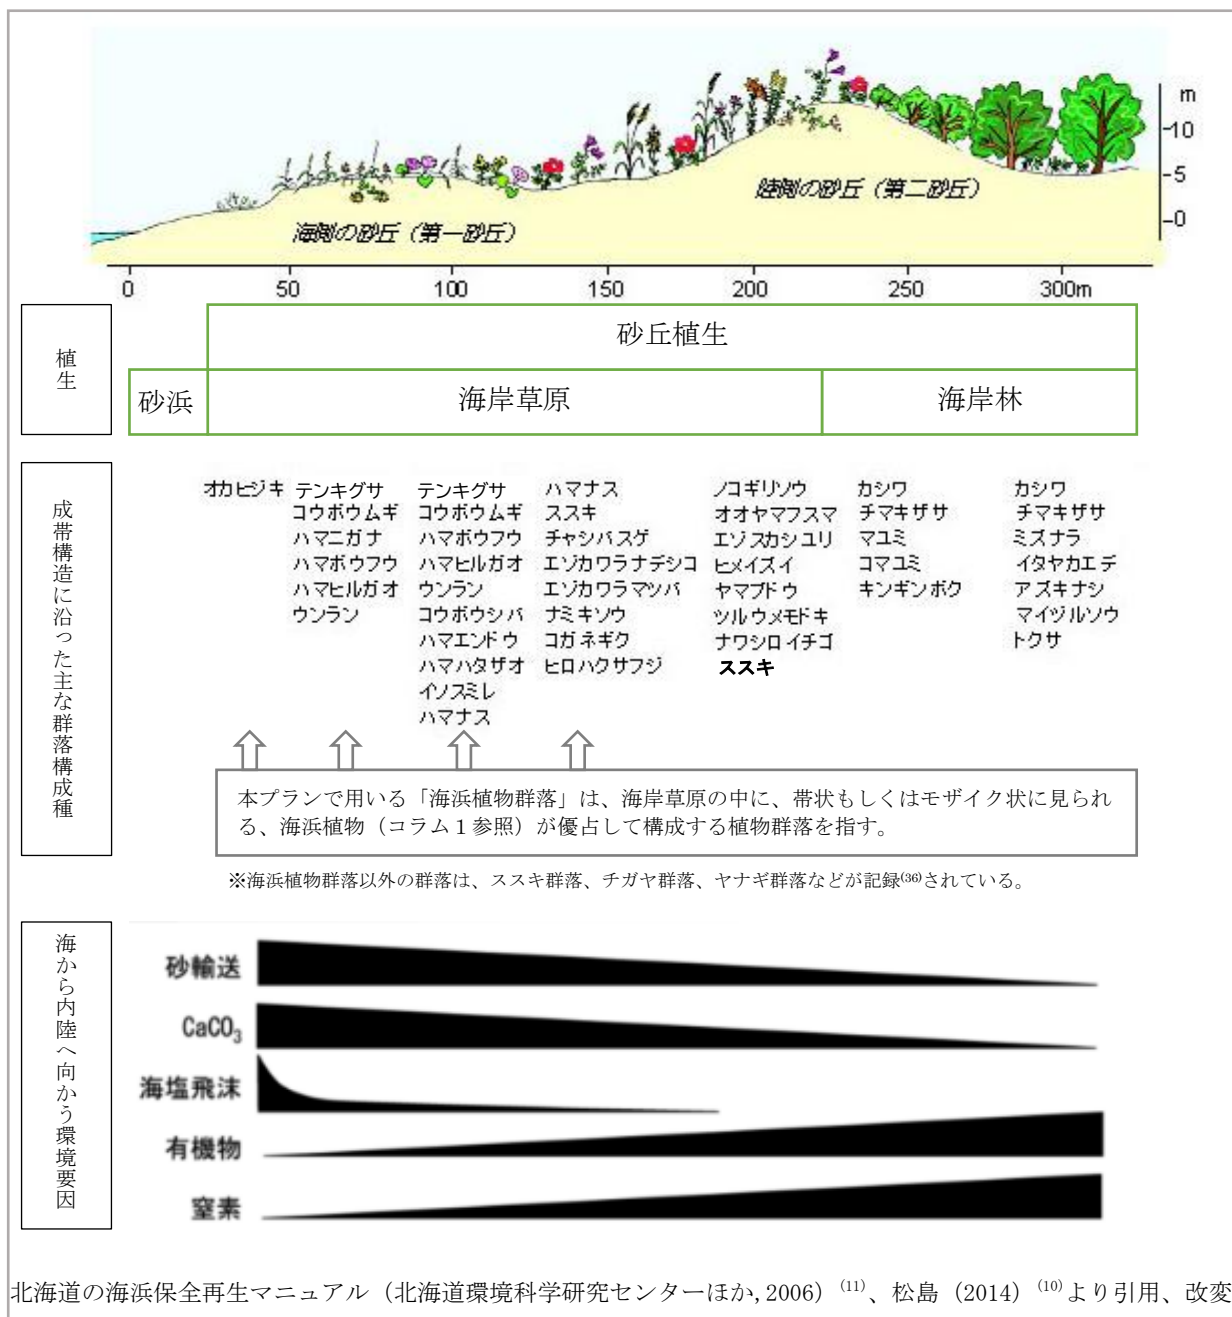 m
10
5
0
陸側の砂丘（第二砂丘）
海側の砂丘（第一砂丘）
0 50 100 150 200 250 300m
植生
砂丘植生
砂浜 海岸草原 海岸林
成帯構造に沿った主な群落構成種
オカヒジキ
テンキグサ
コウボウムギ
ハマニガナ
ハマボウフウ
ハマヒルガオ
ウンラン
テンキグサ
コウボウムギ
ハマボウフウ
ハマヒルガオ
ウンラン
コウボウシバ
ハマエンドウ
ハマハタザオ
イソスミレ
ハマナス
ハマナス
ススキ
チャシバスゲ
エゾカワラナデシコ
エゾカワラマツバ
ナミキソウ
コガネギク
ヒロハクサフジ
ノコギリソウ
オオヤマフスマ
エゾスカシユリ
ヒメイズイ
ヤマブドウ
ツルウメモドキ
ナワシロイチゴ
ススキ
カシワ
チマキザサ
マユミ
コマユミ
キンギンボク
カシワ
チマキザサ
ミズナラ
イタヤカエデ
アズキナシ
マイヅルソウ
トクサ
本プランで用いる「海浜植物群落」は、海岸草原の中に、帯状もしくはモザイク状に見られ
る、海浜植物（コラム１参照）が優占して構成する植物群落を指す。
※海浜植物群落以外の群落は、ススキ群落、チガヤ群落、ヤナギ群落などが記録(36)されている。
海から内陸へ向かう環境要因
砂輸送
CaCO₃
海塩飛沫
有機物
窒素
北海道の海浜保全再生マニュアル（北海道環境科学研究センターほか,2006）(11)、松島（2014）(10)より引用、改変